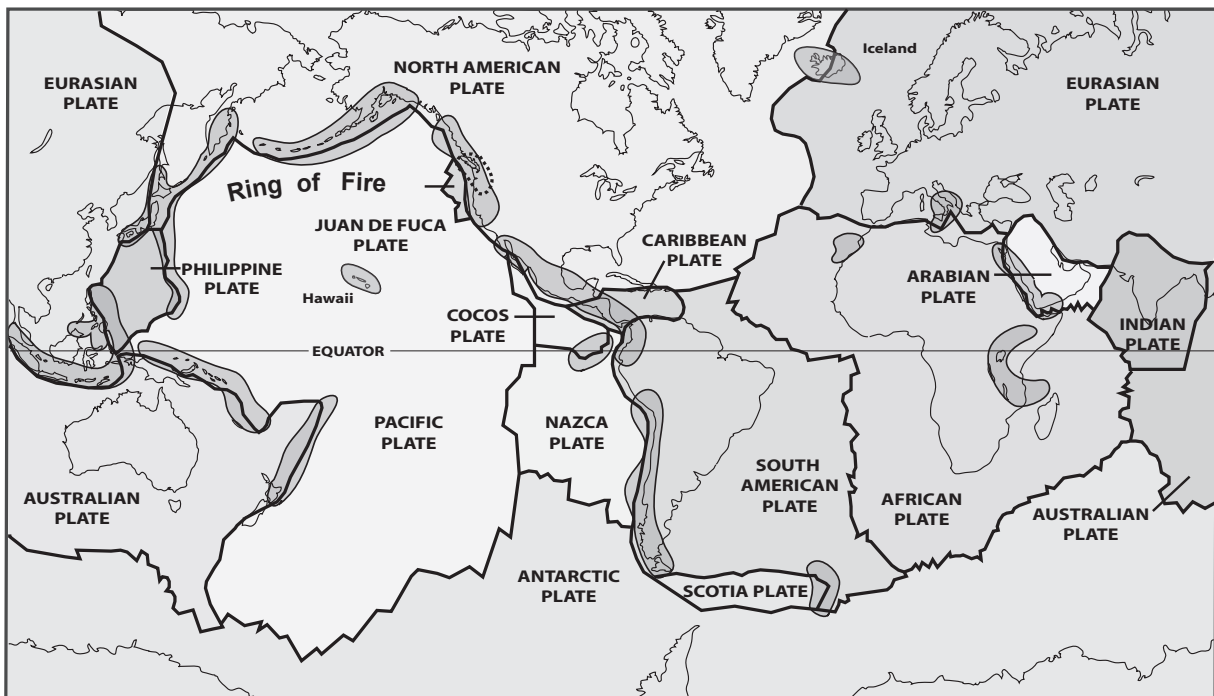 Iceland
EURASIAN
PLATE
NORTH AMERICAN
PLATE
EURASIAN
PLATE
Ring of Fire
JUAN DE FUCA
PLATE
CARIBBEAN
PLATE
PHILIPPINE
PLATE
Hawaii
ARABIAN
PLATE
COCOS
PLATE
INDIAN
PLATE
EQUATOR
PACIFIC
PLATE
NAZCA
PLATE
SOUTH
AMERICAN
PLATE
AUSTRALIAN
PLATE
AFRICAN
PLATE
AUSTRALIAN
PLATE
ANTARCTIC
PLATE
SCOTIA PLATE